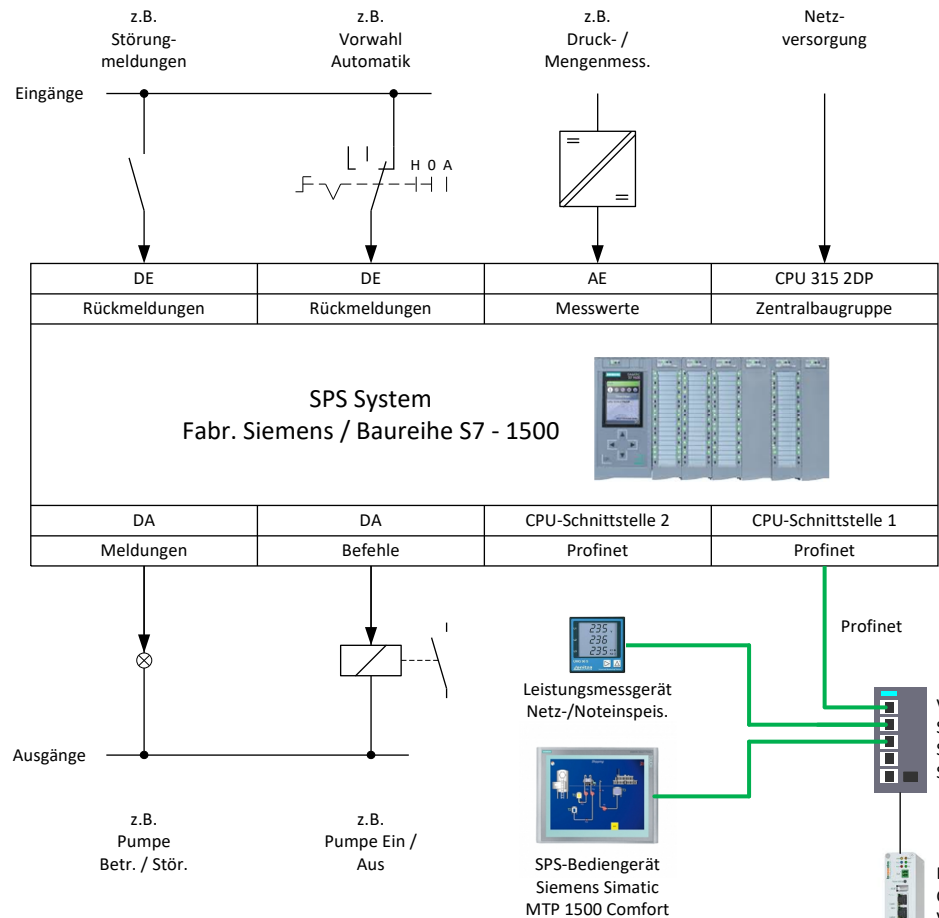 z.B.
Störung-
meldungen
z.B.
Vorwahl
Automatik
z.B.
Druck- /
Mengenmess.
Netz-
versorgung
Eingänge
H 0 A
DE
DE
AE
CPU 315 2DP
Rückmeldungen
Rückmeldungen
Messwerte
Zentralbaugruppe
SPS System
Fabr. Siemens / Baureihe S7 - 1500
DA
DA
CPU-Schnittstelle 2
CPU-Schnittstelle 1
Meldungen
Befehle
Profinet
Profinet
Profinet
235
236
235
Leistungsmessgerät
Netz-/Noteinspeis.
Ausgänge
z.B.
Pumpe
Betr. / Stör.
z.B.
Pumpe Ein /
Aus
SPS-Bediengerät
Siemens Simatic
MTP 1500 Comfort